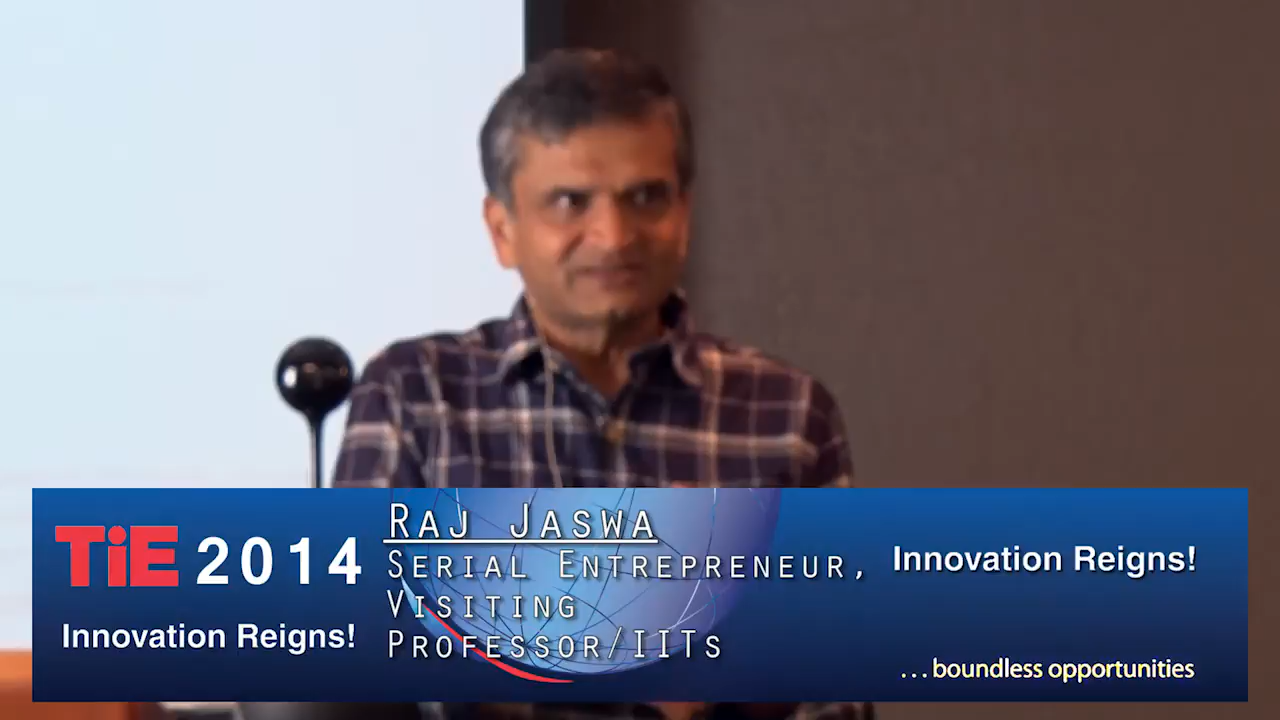 TiE 2014
Innovation Reigns!
Raj Jaswa
Serial Entrepreneur,
Visiting
Professor/IITs
Innovation Reigns!
...boundless opportunities